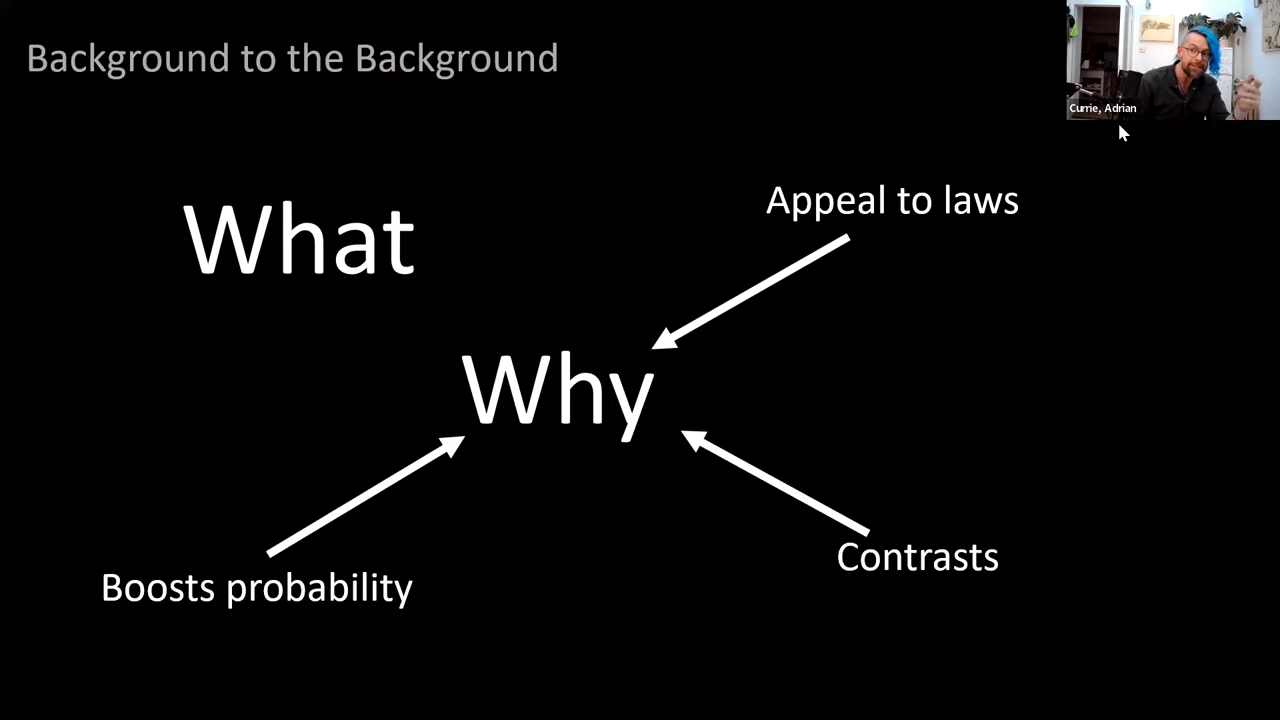 Background to the Background
Currie, Adrian
What
Appeal to laws
Why
Contrasts
Boosts probability